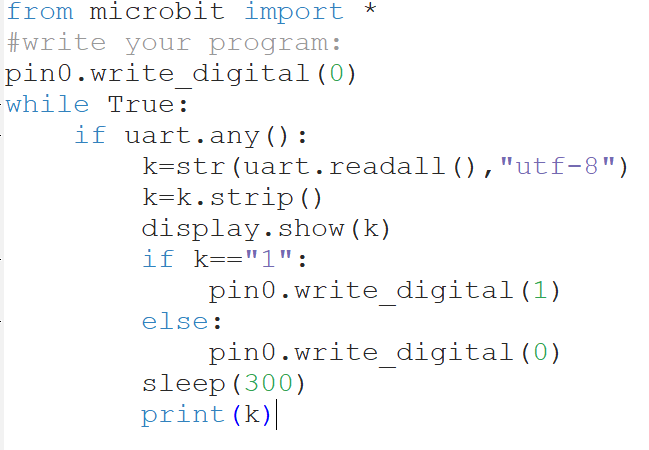 from microbit import *
#write your program:
pin0.write_digital(0)
while True:
    if uart.any():
        k=str(uart.readall(),"utf-8")
        k=k.strip()
        display.show(k)
        if k=="1":
            pin0.write_digital(1)
        else:
            pin0.write_digital(0)
        sleep(300)
        print(k)